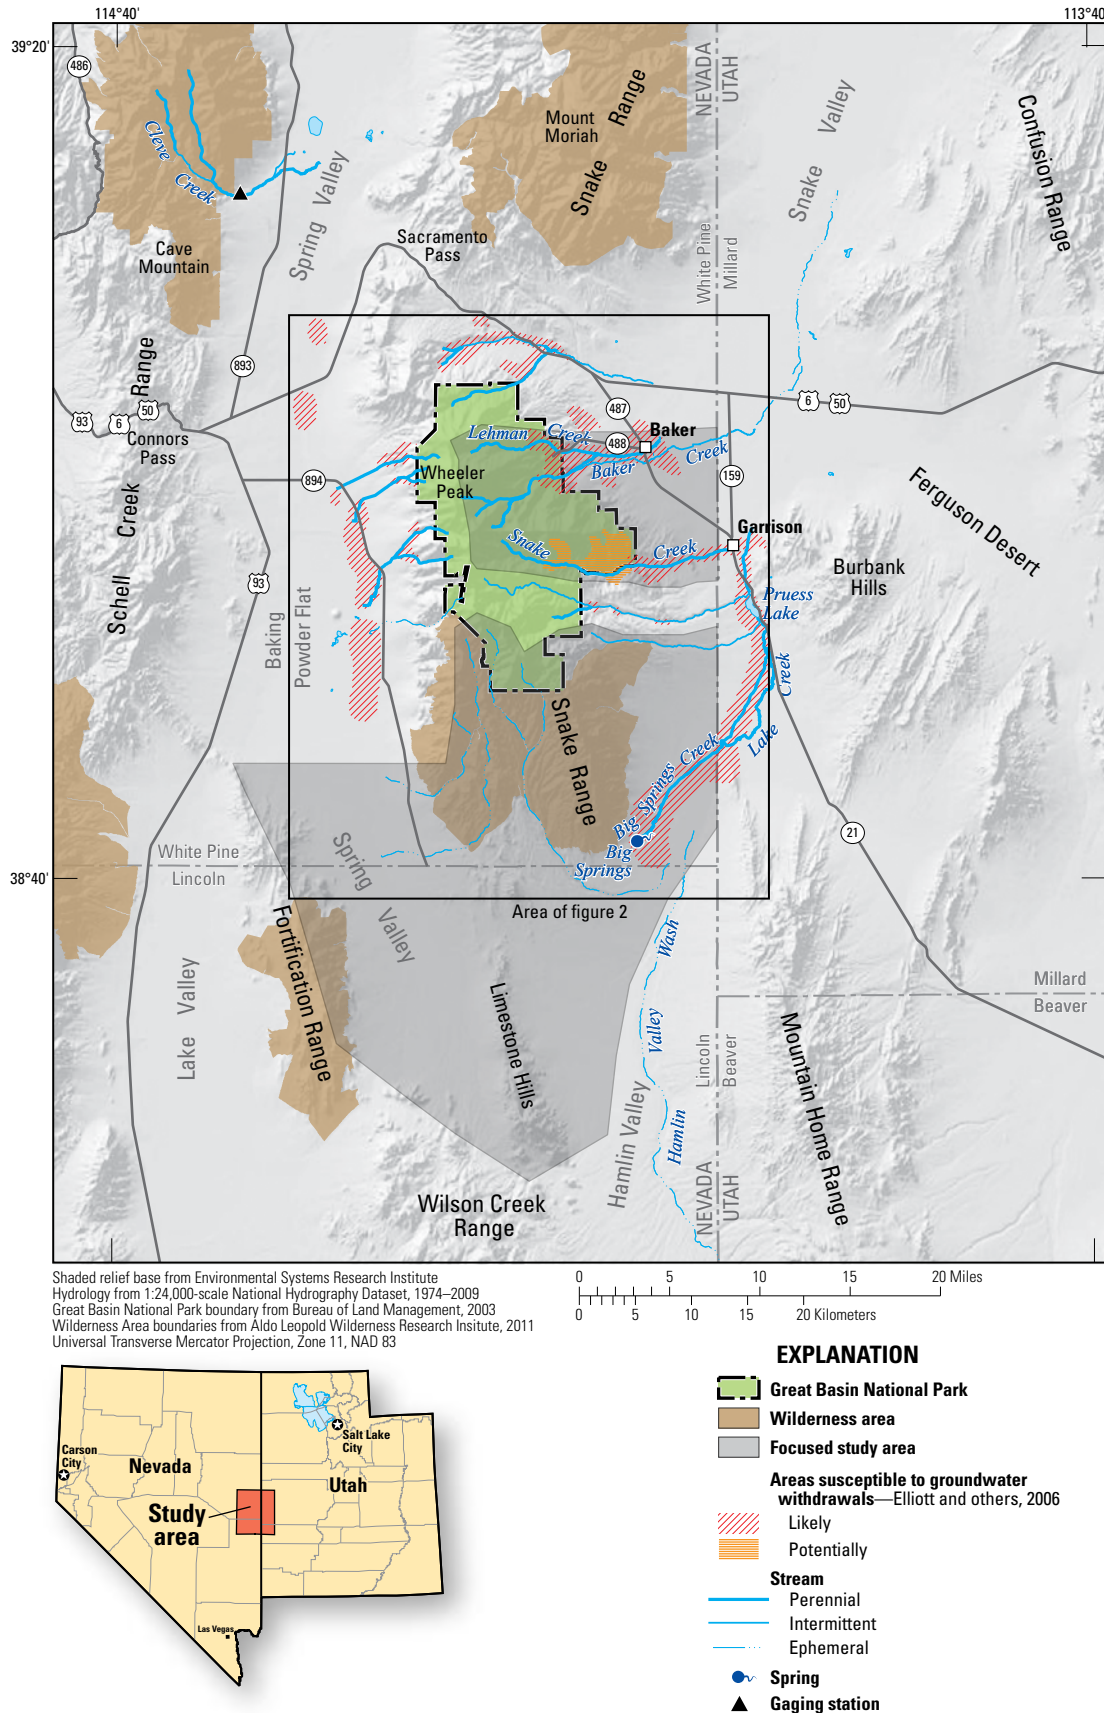 114°40'
113°40'
39°20'
486
Cleve
Creek
Spring Valley
Cave
Mountain
Mount
Moriah
Snake Range
Sacramento
Pass
NEVADA
UTAH
Snake Valley
White Pine
Millard
Confusion Range
893
93
6
50
Connors
Pass
Schell Creek Range
894
93
487
488
Baker
Lehman Creek
Baker Creek
Wheeler
Peak
159
6
50
Ferguson Desert
Garrison
Snake Creek
Burbank
Hills
Pruess
Lake
Baking
Powder Flat
Snake Range
Lake Creek
Big Springs Creek
Big
Springs
21
White Pine
Lincoln
38°40'
Spring Valley
Area of figure 2
Fortification Range
Lake Valley
Limestone Hills
Hamlin Valley Wash
Hamlin Valley
Lincoln
Beaver
Millard
Beaver
Mountain Home Range
NEVADA
UTAH
Wilson Creek
Range
Shaded relief base from Environmental Systems Research Institute
Hydrology from 1:24,000-scale National Hydrography Dataset, 1974–2009
Great Basin National Park boundary from Bureau of Land Management, 2003
Wilderness Area boundaries from Aldo Leopold Wilderness Research Insitute, 2011
Universal Transverse Mercator Projection, Zone 11, NAD 83
0 5 10 15 20 Miles
0 5 10 15 20 Kilometers
EXPLANATION
Great Basin National Park
Wilderness area
Focused study area
Areas susceptible to groundwater
withdrawals—Elliott and others, 2006
Likely
Potentially
Stream
Perennial
Intermittent
Ephemeral
Spring
Gaging station
Carson
City
Nevada
Salt Lake
City
Utah
Study
area
Las Vegas